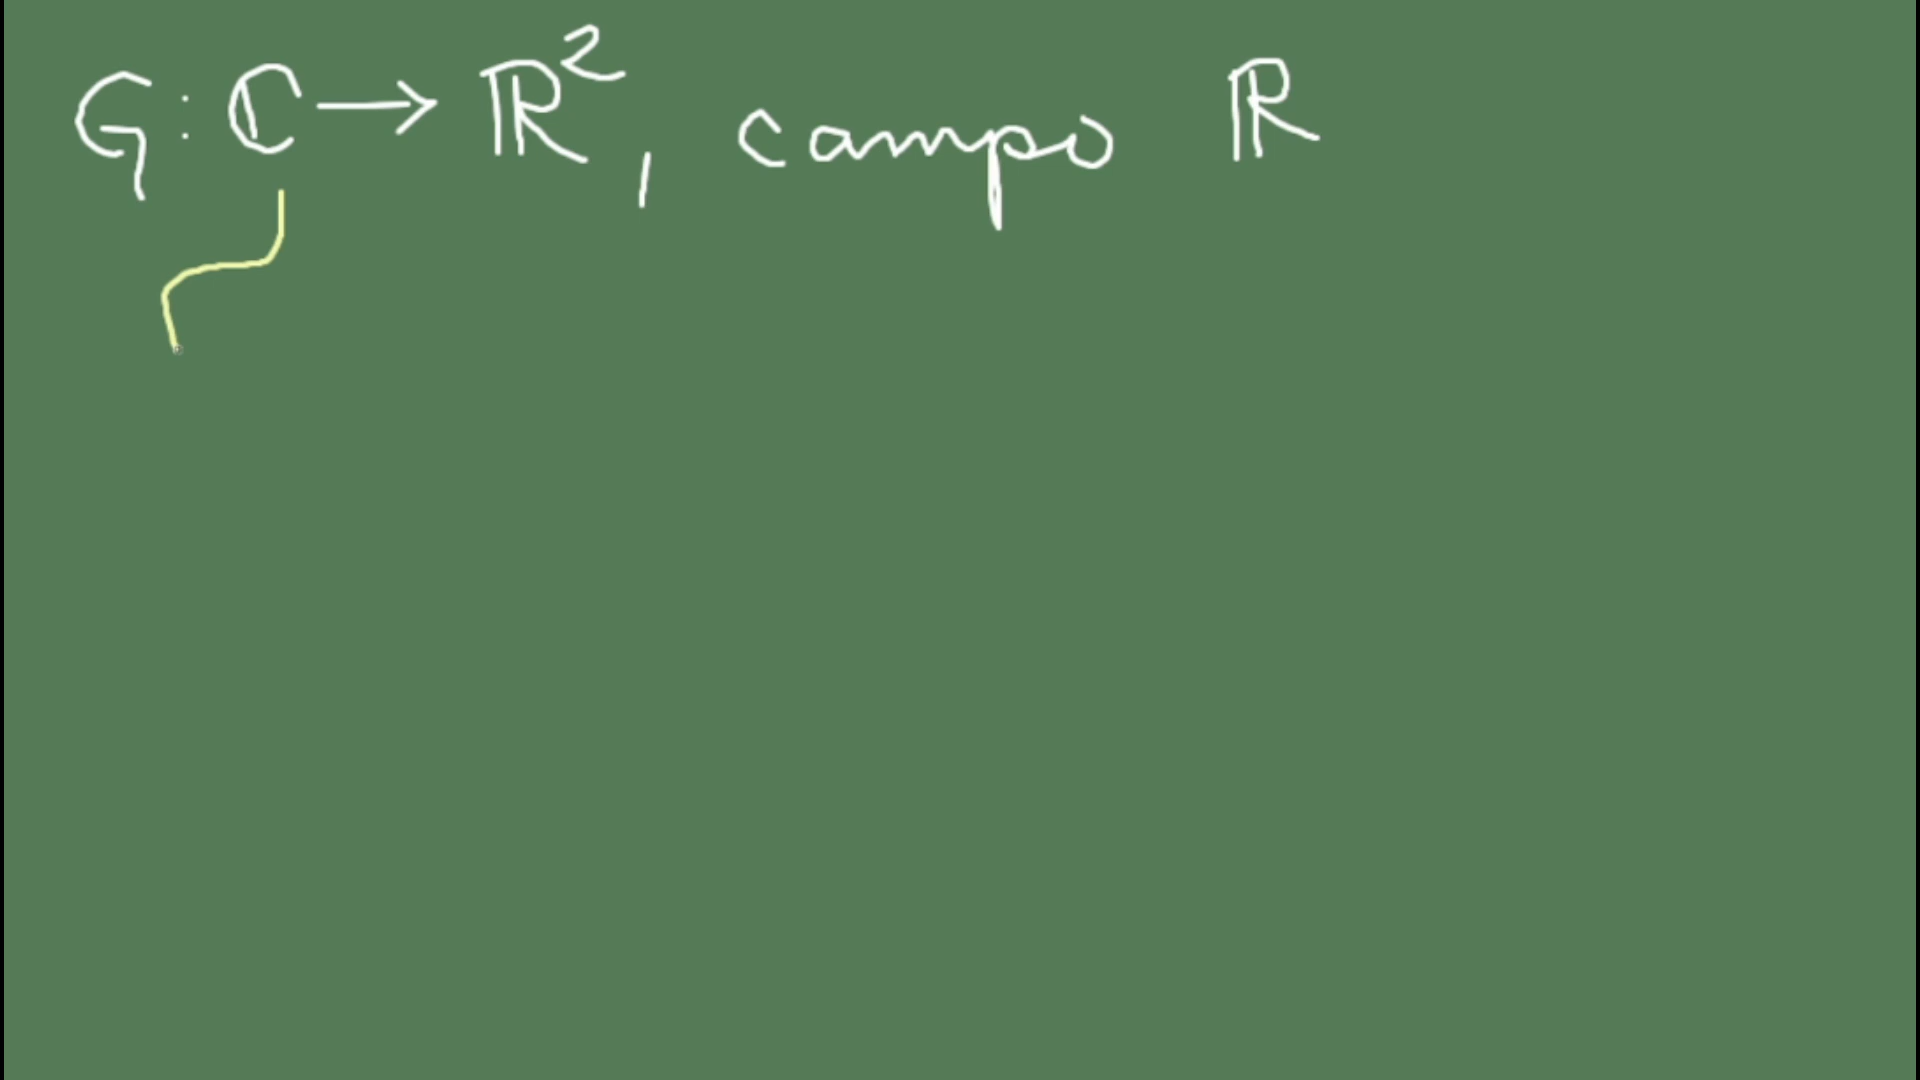 G : ℂ → ℝ², campo ℝ